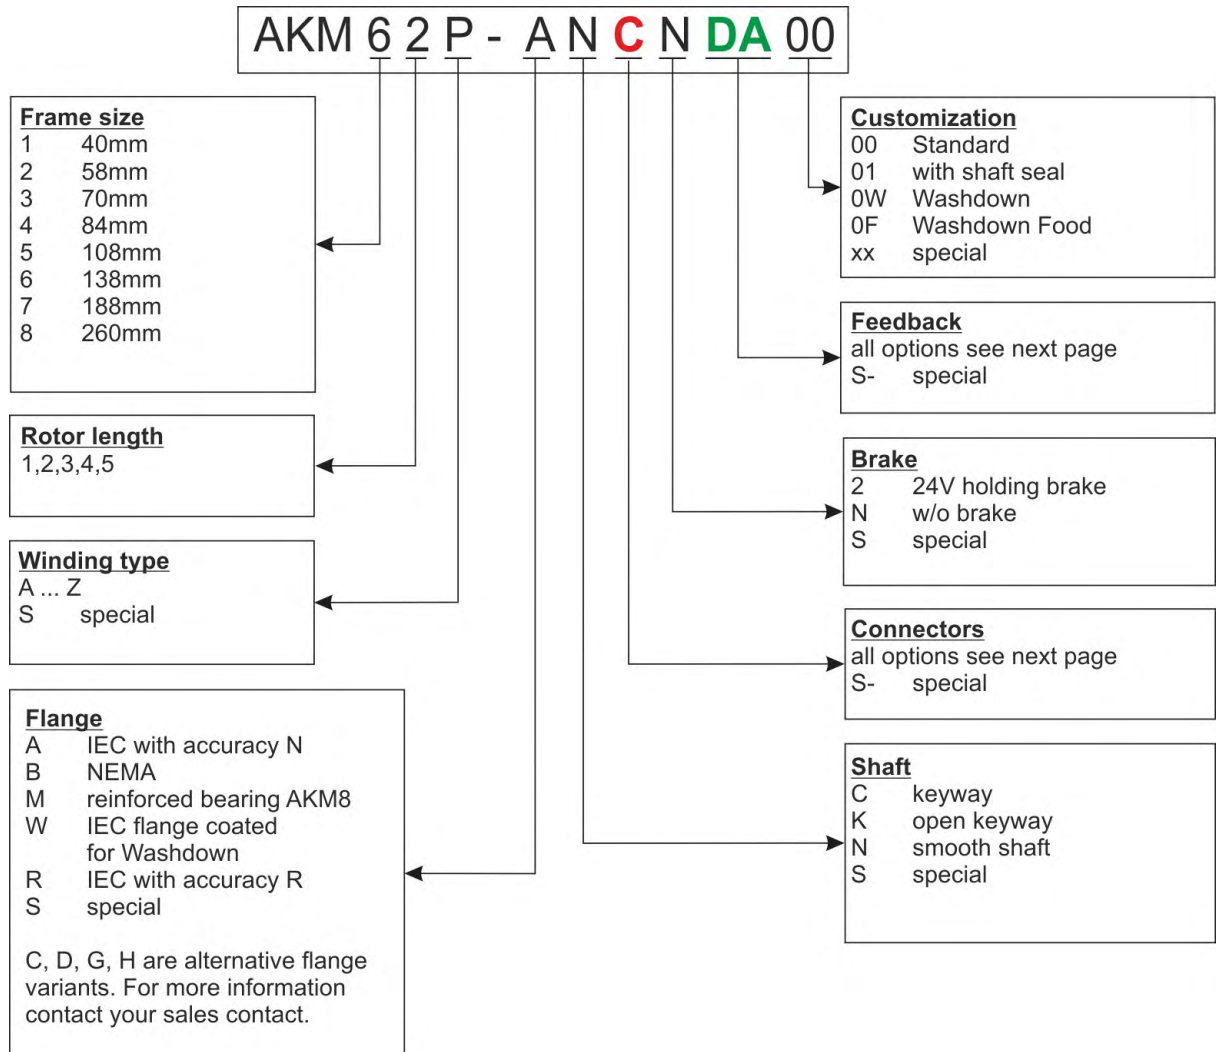 AKM 6 2 P - A N C N DA 00
Frame size
1 40mm
2 58mm
3 70mm
4 84mm
5 108mm
6 138mm
7 188mm
8 260mm
Rotor length
1,2,3,4,5
Winding type
A ... Z
S special
Flange
A IEC with accuracy N
B NEMA
M reinforced bearing AKM8
W IEC flange coated
for Washdown
R IEC with accuracy R
S special
C, D, G, H are alternative flange
variants. For more information
contact your sales contact.
Customization
00 Standard
01 with shaft seal
0W Washdown
0F Washdown Food
xx special
Feedback
all options see next page
S- special
Brake
2 24V holding brake
N w/o brake
S special
Connectors
all options see next page
S- special
Shaft
C keyway
K open keyway
N smooth shaft
S special